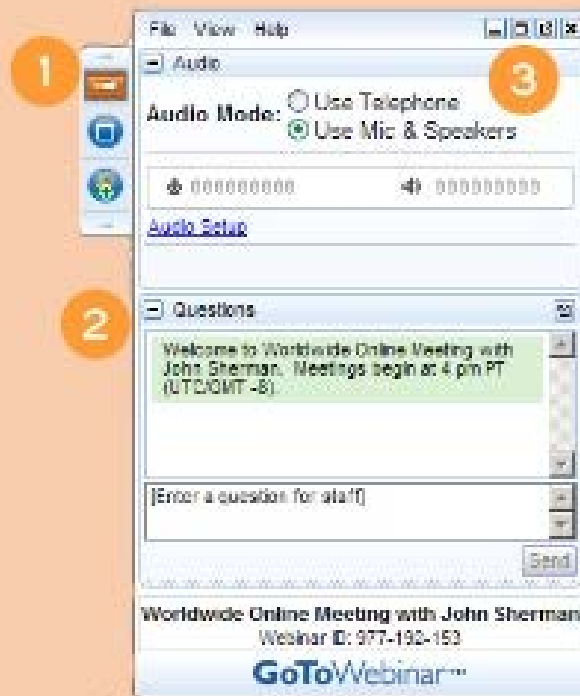 File View Help
1
3
Audio
Audio Mode: Use Telephone
Use Mic & Speakers
Audio Setup
2
Questions
Welcome to Worldwide Online Meeting with
John Sherman. Meetings begin at 4 pm PT
(UTC/GMT -8).
[Enter a question for staff]
Send
Worldwide Online Meeting with John Sherman
Webinar ID: 977-192-153
GoToWebinar™